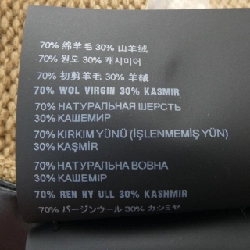 70% 綿羊毛 30% 山羊絨
70% 원모 30% 캐시미어
70% 初剪羊毛 30% 羊绒
70% WOL VIRGIN 30% KASMIR
70% НАТУРАЛЬНАЯ ШЕРСТЬ
30% КАШЕМИР
70% KIRKIM YÜNÜ (İŞLENMEMİŞ YÜN)
30% KAŞMİR
70% НАТУРАЛЬНА ВОВНА
30% КАШЕМІР
70% REN NY ULL 30% KASHMIR
70% バージンウール 30% カシミヤ